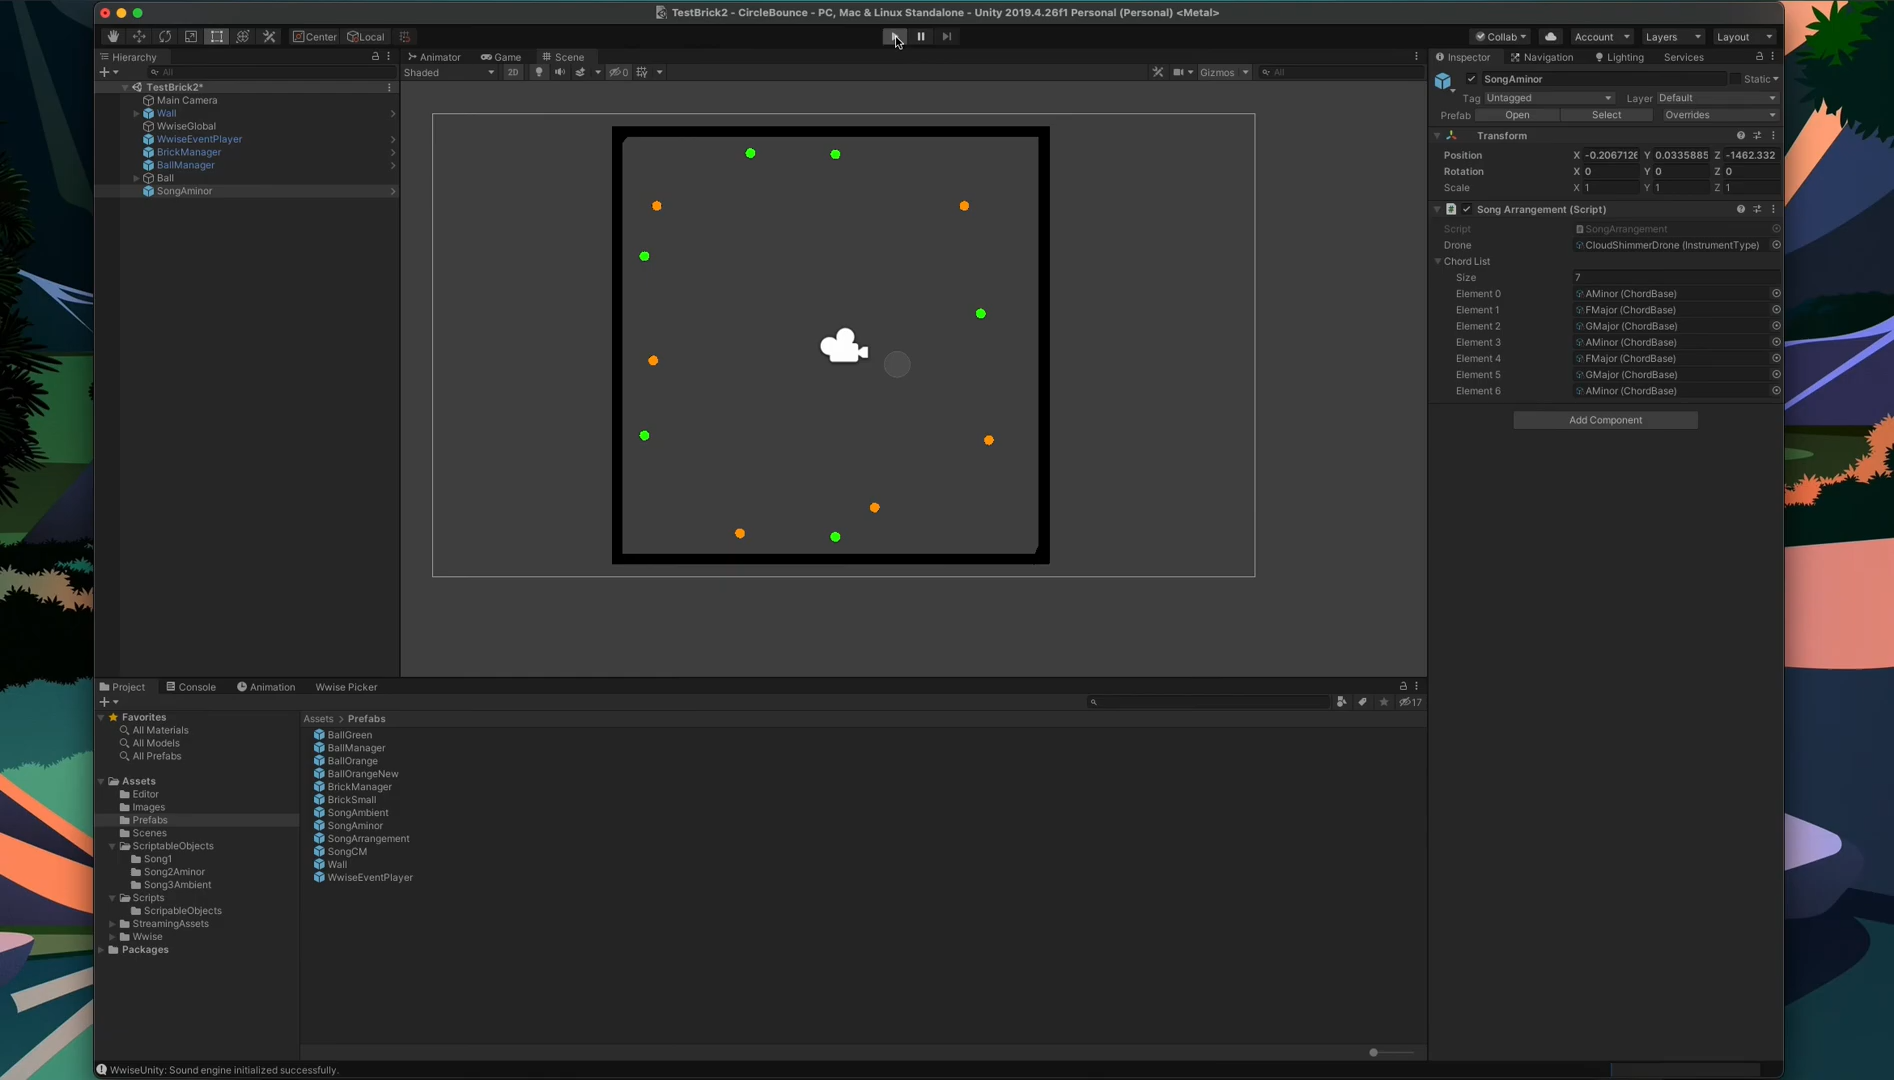 TestBrick2 - CircleBounce - PC, Mac & Linux Standalone - Unity 2019.4.26f1 Personal (Personal) <Metal>
Center Local Collab Account Layers Layout
Hierarchy Animator Game Scene Inspector Navigation Lighting Services
All Shaded 2D 0 Gizmos All
SongAminor Static
Tag Untagged Layer Default
Prefab Open Select Overrides
TestBrick2*
Main Camera
Wall
WwiseGlobal
WwiseEventPlayer
BrickManager
BallManager
Ball
SongAminor
Transform
Position X -0.2067126 Y 0.0335885 Z -1462.332
Rotation X 0 Y 0 Z 0
Scale X 1 Y 1 Z 1
Song Arrangement (Script)
Script SongArrangement
Drone CloudShimmerDrone (InstrumentType)
Chord List
Size 7
Element 0 AMinor (ChordBase)
Element 1 FMajor (ChordBase)
Element 2 GMajor (ChordBase)
Element 3 AMinor (ChordBase)
Element 4 FMajor (ChordBase)
Element 5 GMajor (ChordBase)
Element 6 AMinor (ChordBase)
Add Component
Project Console Animation Wwise Picker
17
Favorites
All Materials
All Models
All Prefabs
Assets
Editor
Images
Prefabs
Scenes
ScriptableObjects
Song1
Song2Aminor
Song3Ambient
Scripts
ScripableObjects
StreamingAssets
Wwise
Packages
Assets > Prefabs
BallGreen
BallManager
BallOrange
BallOrangeNew
BrickManager
BrickSmall
SongAmbient
SongAminor
SongArrangement
SongCM
Wall
WwiseEventPlayer
WwiseUnity: Sound engine initialized successfully.